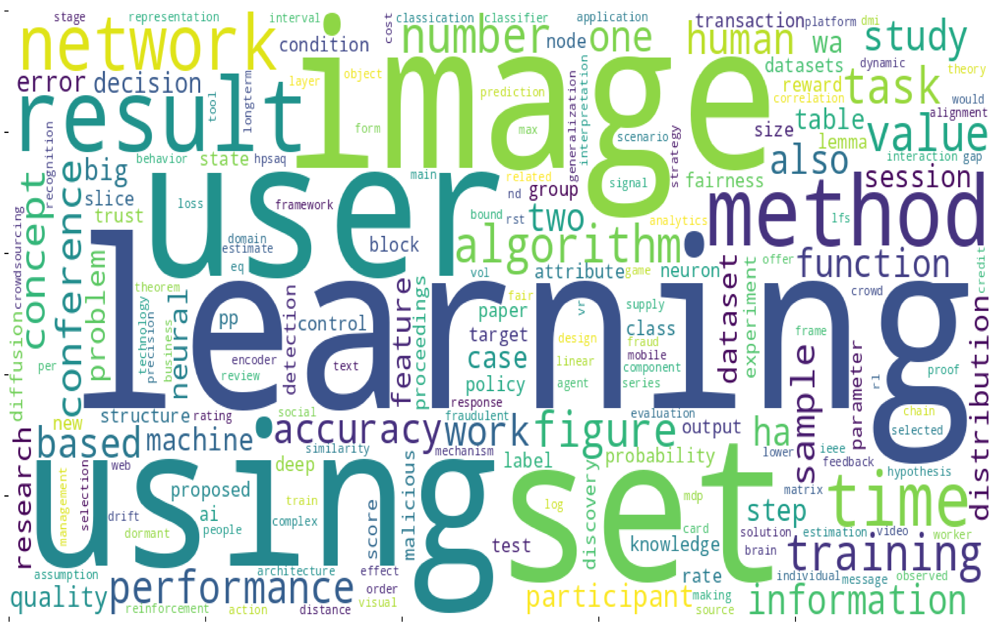 stage representation interval cost classication classifier application transaction platform dmi
network condition number node one human wa study
image
error decision layer object prediction generalization interpretation datasets dynamic theory
result tool longterm reward task
correlation would
form max scenario strategy size table value alignment
lemma
recognition behavior state hpsaq also interaction gap
concept conference big main related signal fairness session
user
slice loss framework nd group method
trust bound rst two analytics lfs
crowdsourcing domain block algorithm
estimate
problem eq vol attribute game neuron dataset experiment offer function credit
learning
theorem neural detection feature proceedings fair crowd
diffusion technology precision business pp control paper vr supply distribution
target design class frame
fraud
per encoder text case linear mobile sample parameter
component
review policy agent series rl proof
response
structure rating social fraudulent evaluation chain
new accuracy work figure output ha selected
research based machine similarity mechanism probability lower ieee
using
web deep malicious label discovery feedback hypothesis
management selection proposed train score set mdp matrix time
drift ai complex log step
dormant people card solution estimation video worker
test knowledge brain training
assumption architecture effect rate individual message observed
quality performance order participant making information
reinforcement action distance visual source